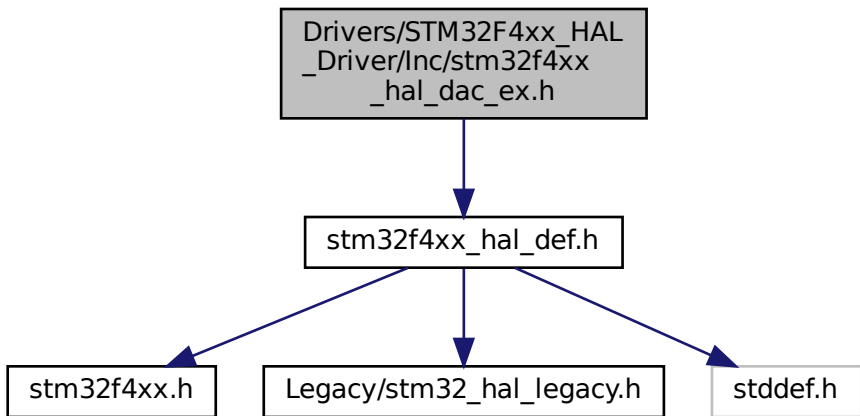 Drivers/STM32F4xx_HAL
_Driver/Inc/stm32f4xx
_hal_dac_ex.h
stm32f4xx_hal_def.h
stm32f4xx.h
Legacy/stm32_hal_legacy.h
stddef.h